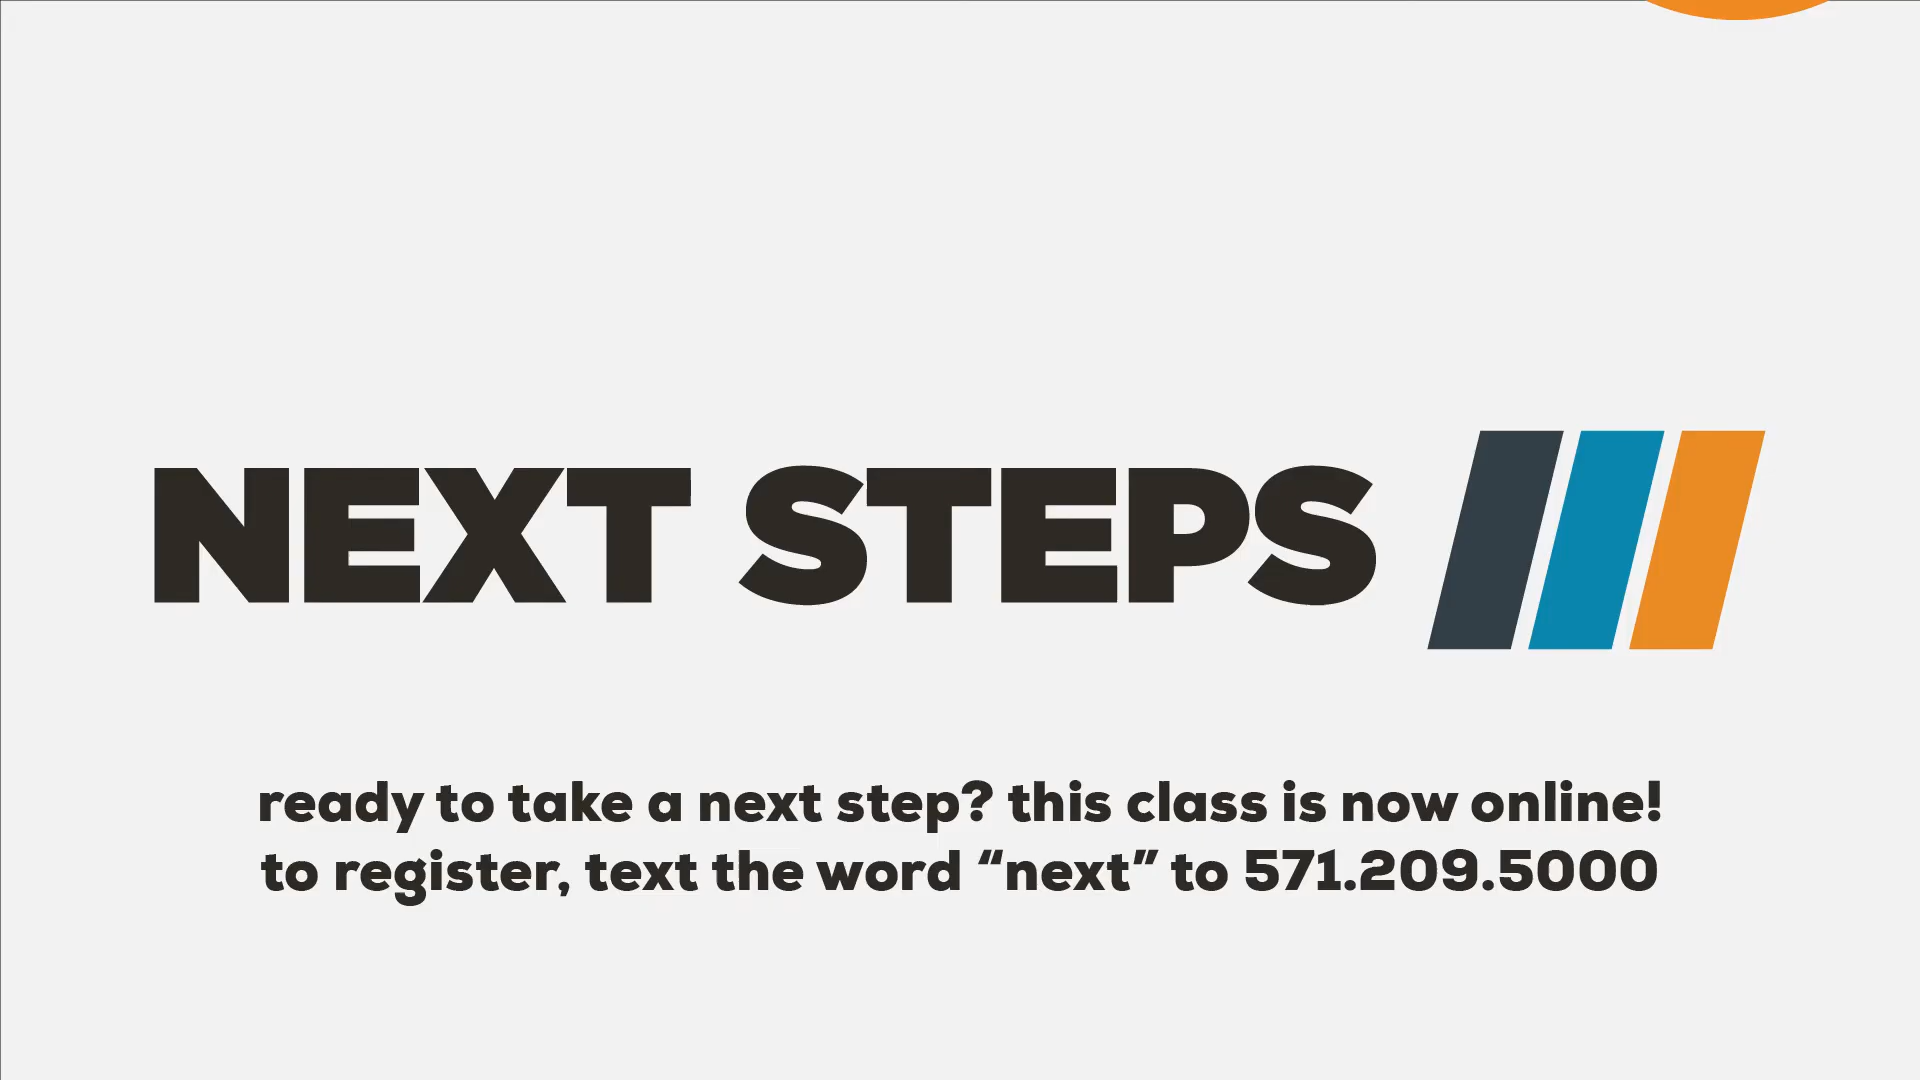 NEXT STEPS
ready to take a next step? this class is now online!
to register, text the word “next” to 571.209.5000